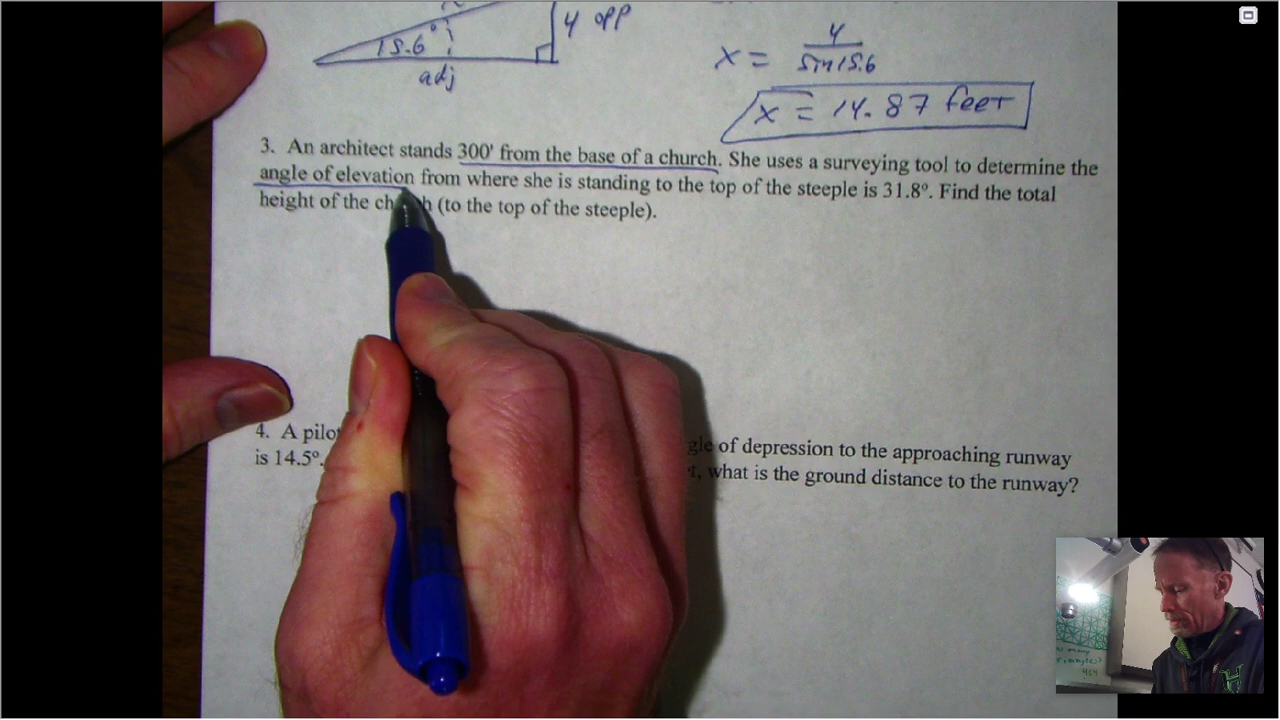 15.6°
4 opp
adj
x = 4 / sin 15.6
x = 14.87 feet
3. An architect stands 300' from the base of a church. She uses a surveying tool to determine the
angle of elevation from where she is standing to the top of the steeple is 31.8°. Find the total
height of the (to the top of the steeple).
4. A of depression to the approaching runway
is 14.5°. what is the ground distance to the runway?